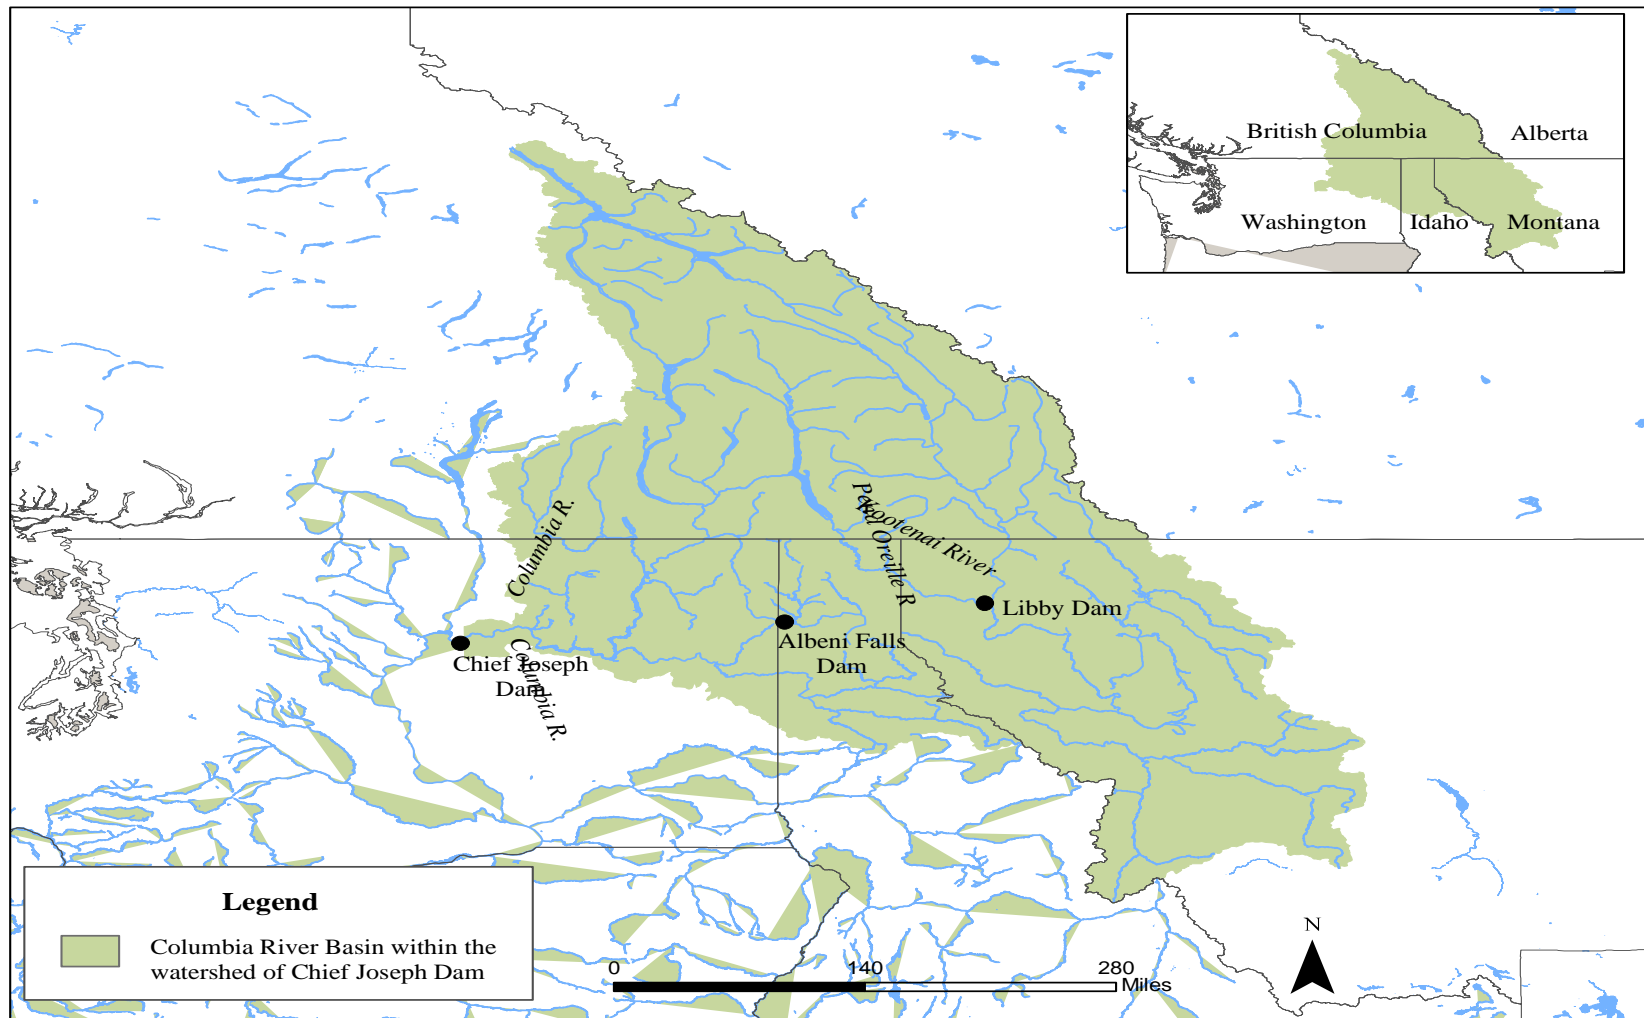 British Columbia
Alberta
Washington
Idaho
Montana
Columbia R.
Kootenai River
Pend Oreille R
Libby Dam
Albeni Falls
Dam
Chief Joseph
Dam
Columbia R.
Legend
Columbia River Basin within the
watershed of Chief Joseph Dam
0 140 280
Miles
N